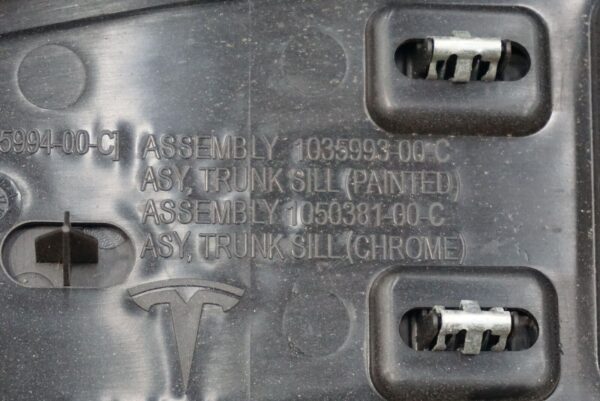 5994-00-C] ASSEMBLY 1035993-00-C
ASY, TRUNK SILL (PAINTED)
ASSEMBLY 1050381-00-C
ASY, TRUNK SILL (CHROME)